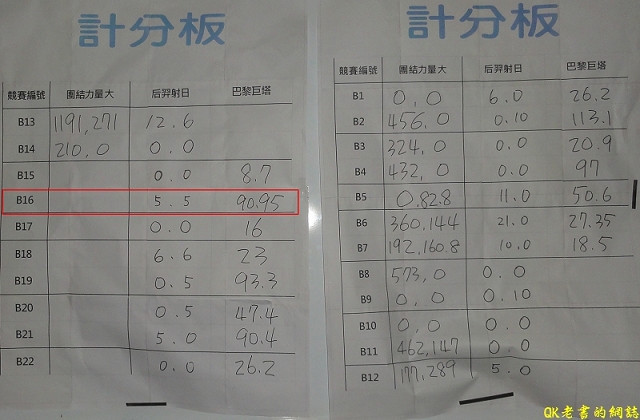 計分板
競賽編號 團結力量大 后羿射日 巴黎巨塔
B13 1191,271 12.6
B14 210,0 0.0
B15 0.0 8.7
B16 5.5 90.95
B17 0.0 16
B18 6.6 23
B19 0.5 93.3
B20 0.5 47.4
B21 5.0 90.4
B22 0.0 26.2
計分板
競賽編號 團結力量大 后羿射日 巴黎巨塔
B1 0,0 6.0 26.2
B2 456,0 0.10 113.1
B3 324,0 0.0 20.9
B4 432,0 0.0 97
B5 0.82.8 11.0 50.6
B6 360,144 21.0 27.35
B7 192,160.8 10.0 18.5
B8 573,0 0.0
B9 0,0 0.10
B10 0,0 0.0
B11 462,147 0.0
B12 177,289 5.0
QK老書的網誌